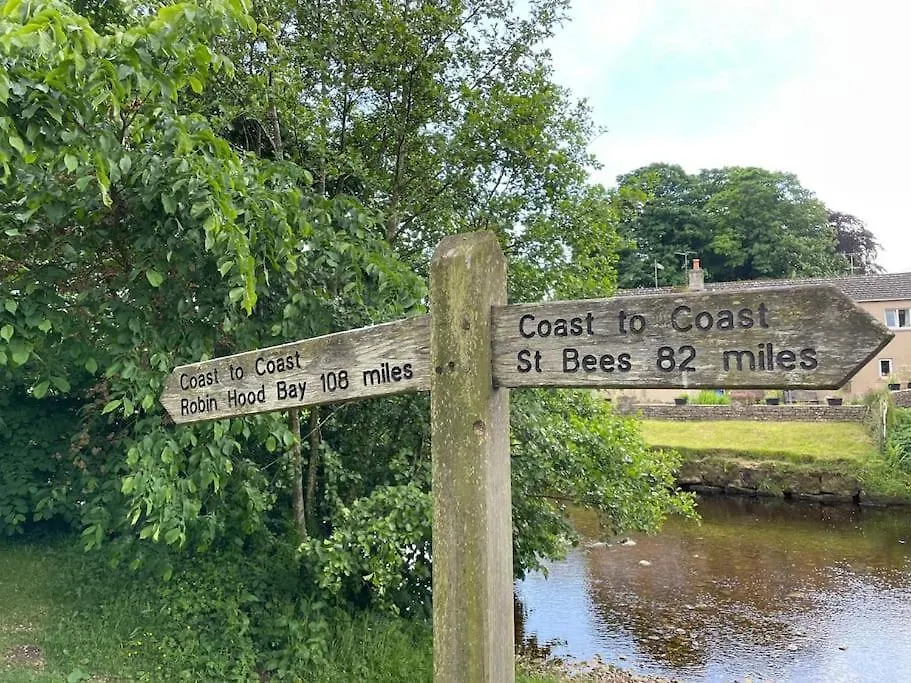 Coast to Coast
Robin Hood Bay 108 miles
Coast to Coast
St Bees 82 miles